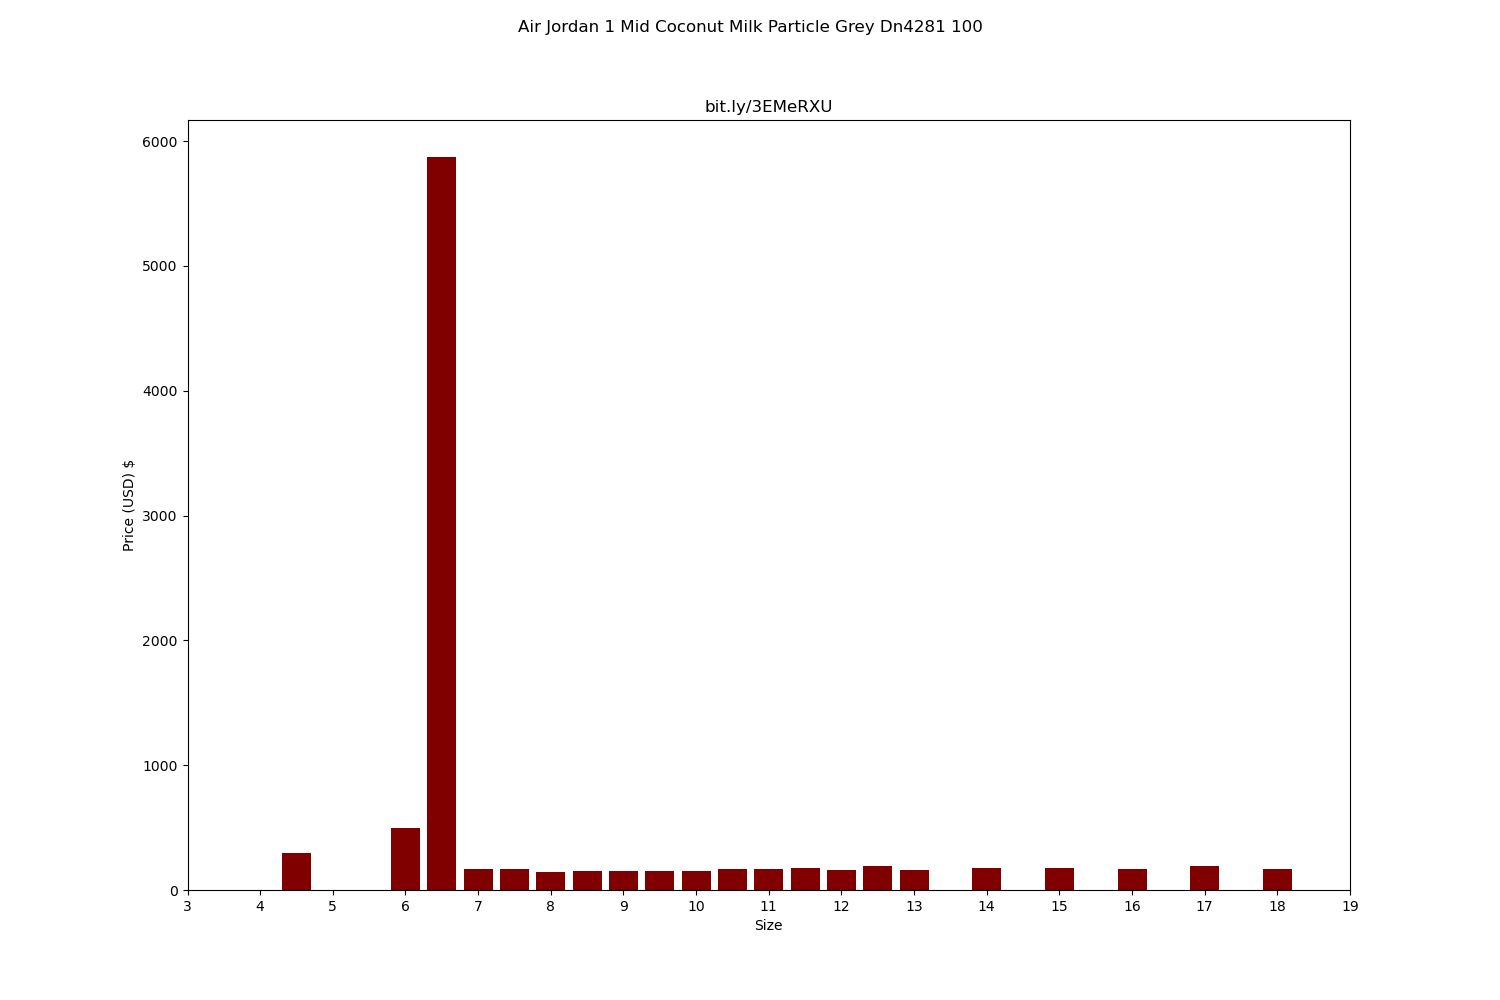 Air Jordan 1 Mid Coconut Milk Particle Grey Dn4281 100
bit.ly/3EMeRXU
6000
5000
4000
3000
2000
1000
0
Price (USD) $
3 4 5 6 7 8 9 10 11 12 13 14 15 16 17 18 19
Size